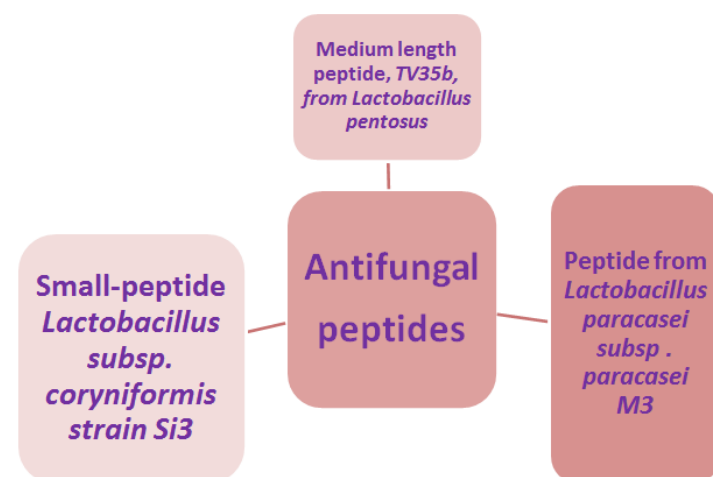 Medium length
peptide, TV35b,
from Lactobacillus
pentosus
Antifungal
peptides
Small-peptide
Lactobacillus
subsp.
coryniformis
strain Si3
Peptide from
Lactobacillus
paracasei
subsp .
paracasei
M3